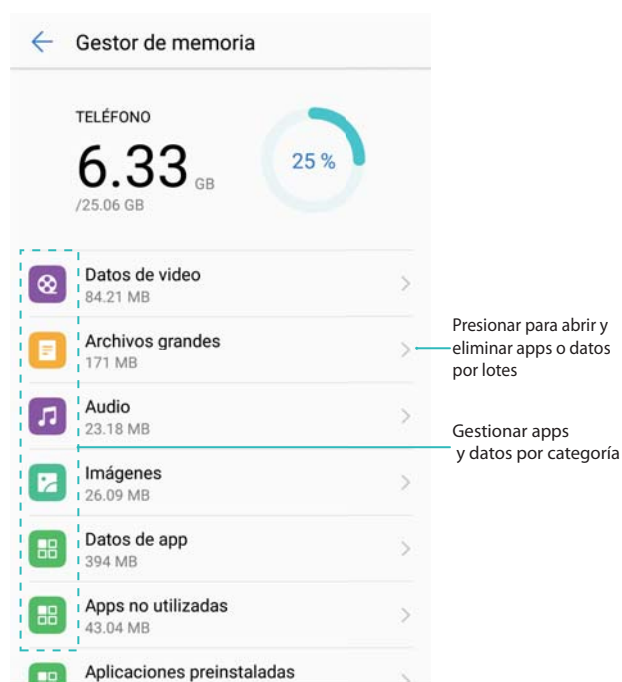 Gestor de memoria
TELÉFONO
6.33 GB
/25.06 GB
25 %
Datos de video
84.21 MB
Archivos grandes
171 MB
Presionar para abrir y
eliminar apps o datos
por lotes
Audio
23.18 MB
Gestionar apps
y datos por categoría
Imágenes
26.09 MB
Datos de app
394 MB
Apps no utilizadas
43.04 MB
Aplicaciones preinstaladas